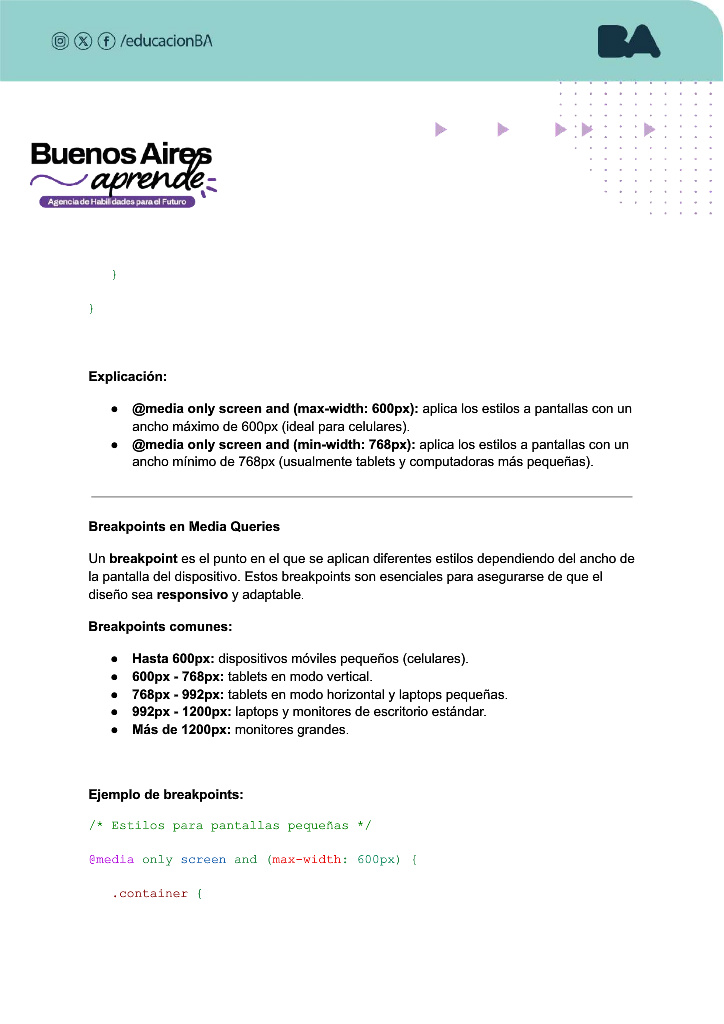 /educacionBA
BA
Buenos Aires
aprende
Agencia de Habilidades para el Futuro
}
}
Explicación:
● @media only screen and (max-width: 600px): aplica los estilos a pantallas con un
ancho máximo de 600px (ideal para celulares).
● @media only screen and (min-width: 768px): aplica los estilos a pantallas con un
ancho mínimo de 768px (usualmente tablets y computadoras más pequeñas).
Breakpoints en Media Queries
Un breakpoint es el punto en el que se aplican diferentes estilos dependiendo del ancho de
la pantalla del dispositivo. Estos breakpoints son esenciales para asegurarse de que el
diseño sea responsivo y adaptable.
Breakpoints comunes:
● Hasta 600px: dispositivos móviles pequeños (celulares).
● 600px - 768px: tablets en modo vertical.
● 768px - 992px: tablets en modo horizontal y laptops pequeñas.
● 992px - 1200px: laptops y monitores de escritorio estándar.
● Más de 1200px: monitores grandes.
Ejemplo de breakpoints:
/* Estilos para pantallas pequeñas */
@media only screen and (max-width: 600px) {
.container {